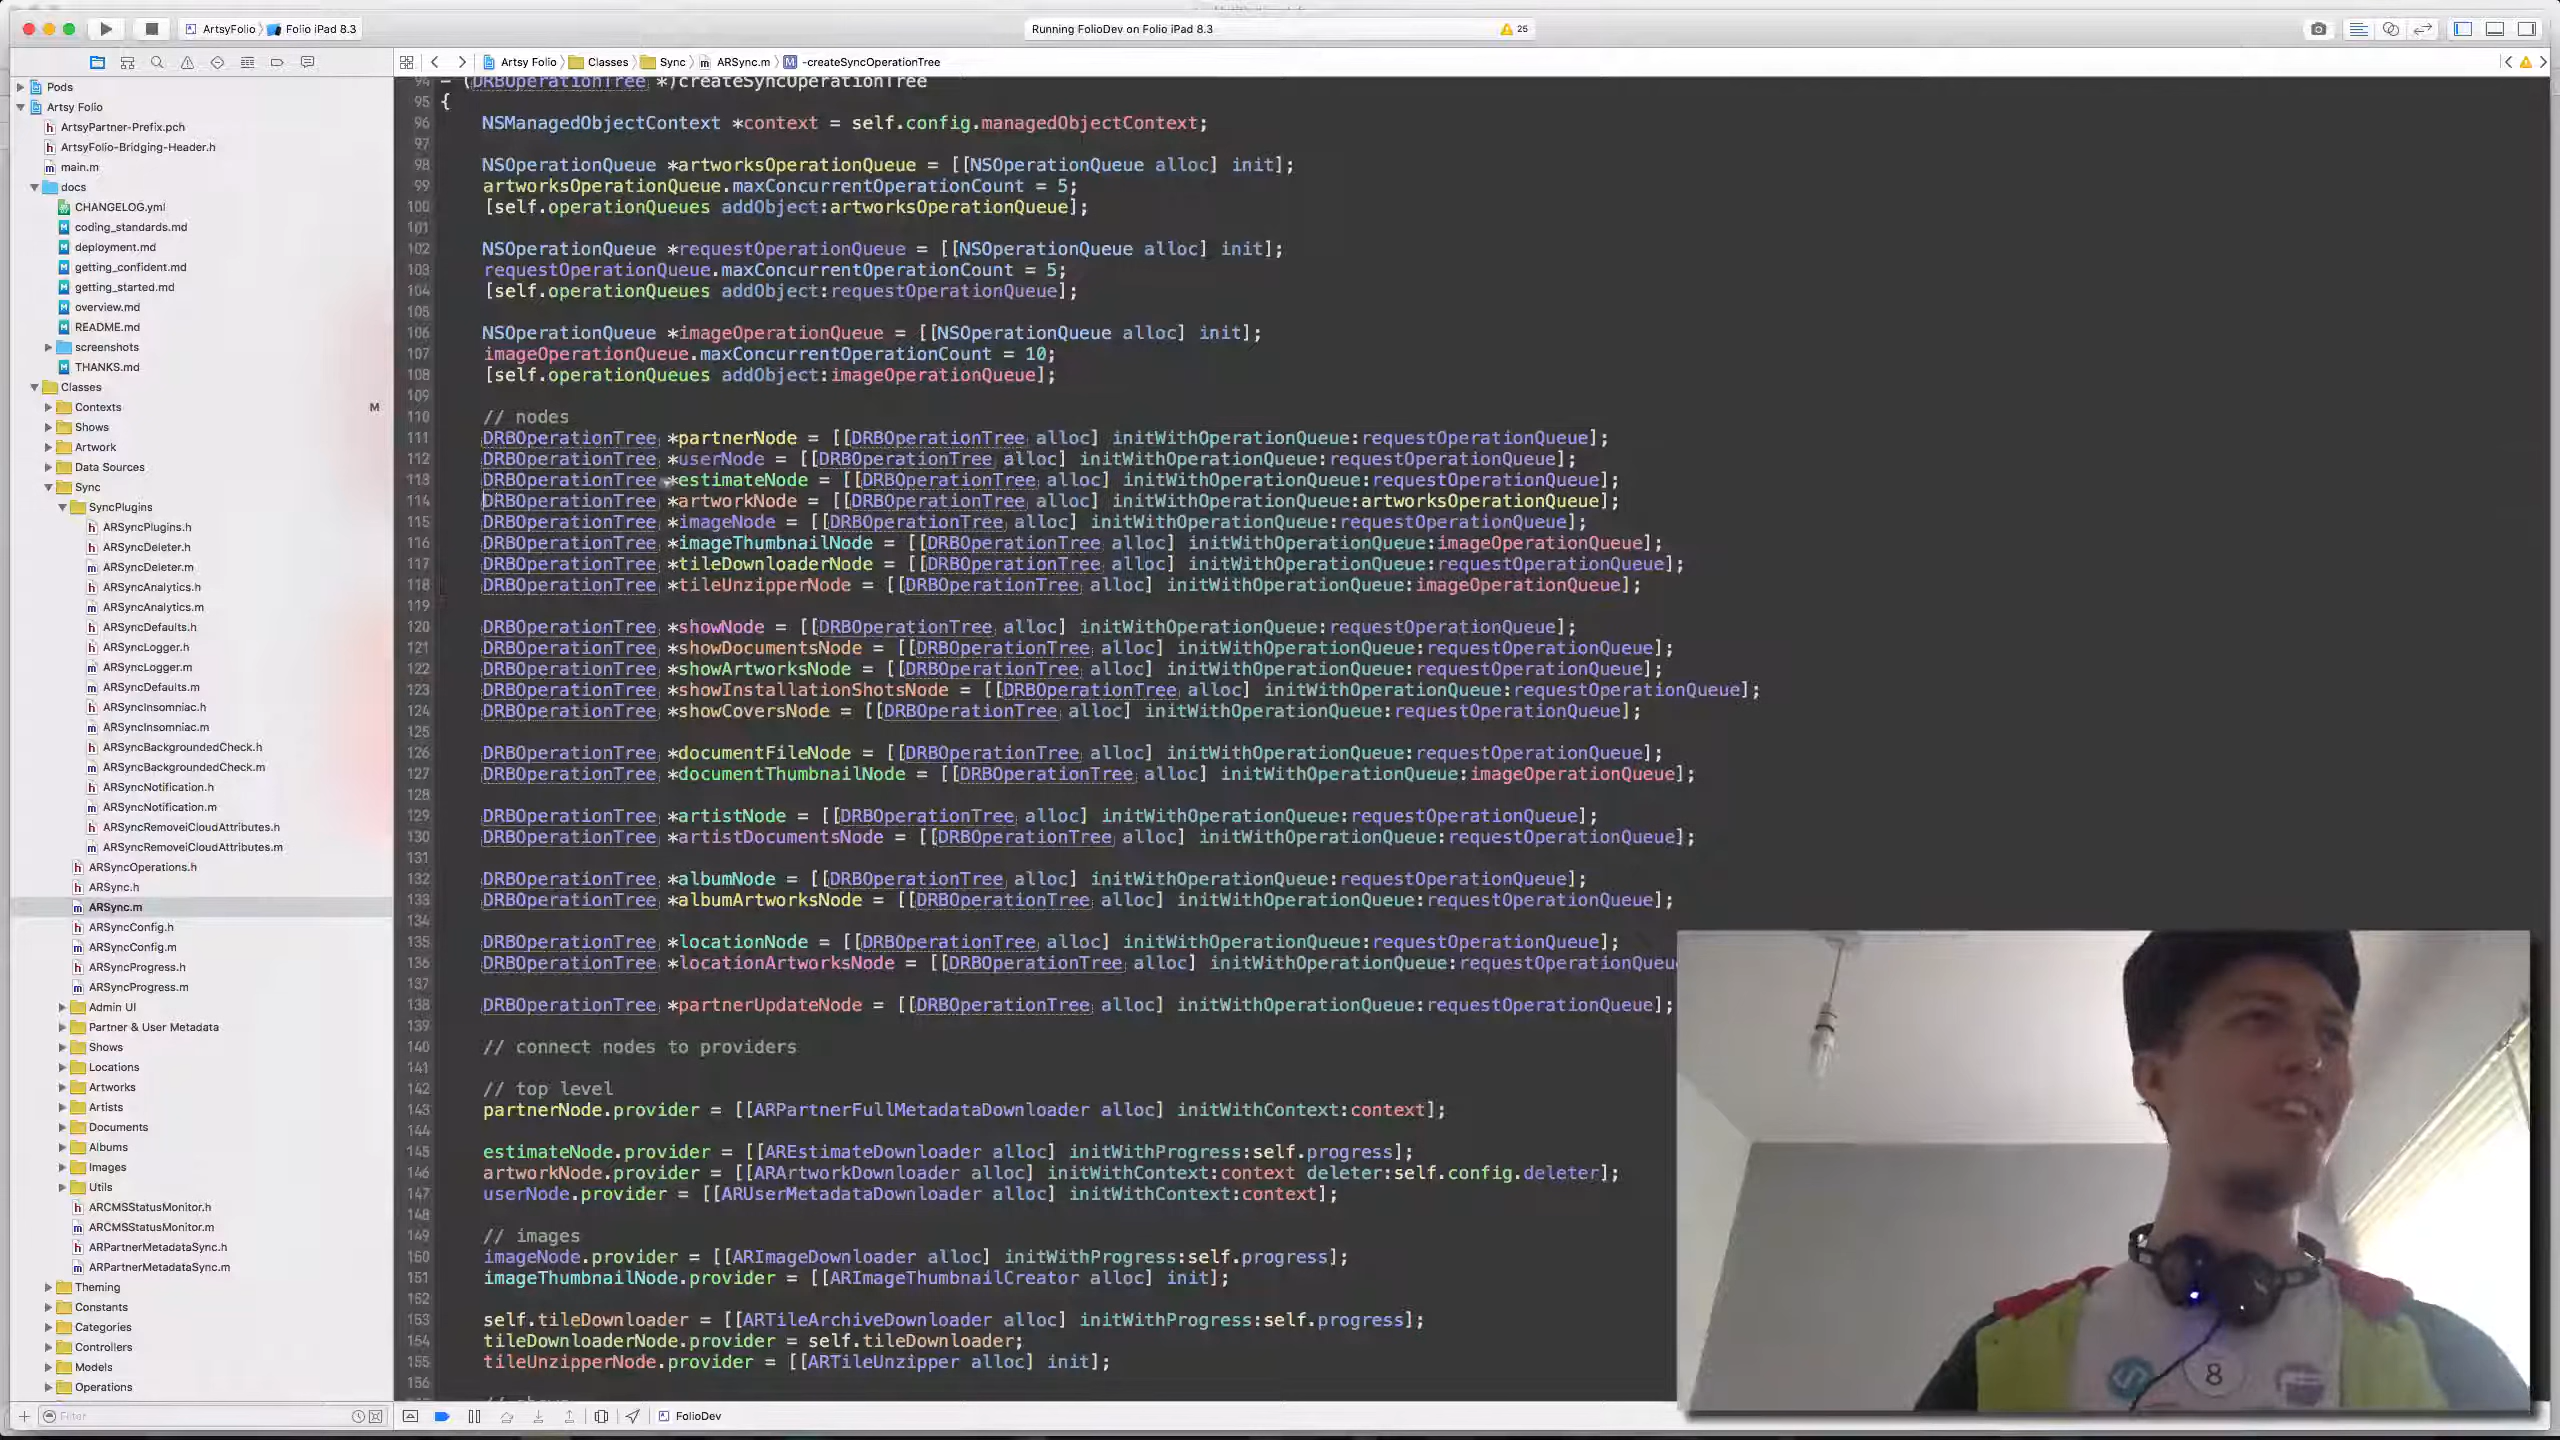 ArtsyFolio
Folio iPad 8.3
Running FolioDev on Folio iPad 8.3
25
Artsy Folio
Classes
Sync
ARSync.m
-createSyncOperationTree
Pods
Artsy Folio
ArtsyPartner-Prefix.pch
ArtsyFolio-Bridging-Header.h
main.m
docs
CHANGELOG.yml
coding_standards.md
deployment.md
getting_confident.md
getting_started.md
overview.md
README.md
screenshots
THANKS.md
Classes
Contexts
M
Shows
Artwork
Data Sources
Sync
SyncPlugins
ARSyncPlugins.h
ARSyncDeleter.h
ARSyncDeleter.m
ARSyncAnalytics.h
ARSyncAnalytics.m
ARSyncDefaults.h
ARSyncLogger.h
ARSyncLogger.m
ARSyncDefaults.m
ARSyncInsomniac.h
ARSyncInsomniac.m
ARSyncBackgroundedCheck.h
ARSyncBackgroundedCheck.m
ARSyncNotification.h
ARSyncNotification.m
ARSyncRemoveiCloudAttributes.h
ARSyncRemoveiCloudAttributes.m
ARSyncOperations.h
ARSync.h
ARSync.m
ARSyncConfig.h
ARSyncConfig.m
ARSyncProgress.h
ARSyncProgress.m
Admin UI
Partner & User Metadata
Shows
Locations
Artworks
Artists
Documents
Albums
Images
Utils
ARCMSStatusMonitor.h
ARCMSStatusMonitor.m
ARPartnerMetadataSync.h
ARPartnerMetadataSync.m
Theming
Constants
Categories
Controllers
Models
Operations
Filter
94 - (DRBOperationTree *)createSyncOperationTree
95 {
96 NSManagedObjectContext *context = self.config.managedObjectContext;
97
98 NSOperationQueue *artworksOperationQueue = [[NSOperationQueue alloc] init];
99 artworksOperationQueue.maxConcurrentOperationCount = 5;
100 [self.operationQueues addObject:artworksOperationQueue];
101
102 NSOperationQueue *requestOperationQueue = [[NSOperationQueue alloc] init];
103 requestOperationQueue.maxConcurrentOperationCount = 5;
104 [self.operationQueues addObject:requestOperationQueue];
105
106 NSOperationQueue *imageOperationQueue = [[NSOperationQueue alloc] init];
107 imageOperationQueue.maxConcurrentOperationCount = 10;
108 [self.operationQueues addObject:imageOperationQueue];
109
110 // nodes
111 DRBOperationTree *partnerNode = [[DRBOperationTree alloc] initWithOperationQueue:requestOperationQueue];
112 DRBOperationTree *userNode = [[DRBOperationTree alloc] initWithOperationQueue:requestOperationQueue];
113 DRBOperationTree *estimateNode = [[DRBOperationTree alloc] initWithOperationQueue:requestOperationQueue];
114 DRBOperationTree *artworkNode = [[DRBOperationTree alloc] initWithOperationQueue:artworksOperationQueue];
115 DRBOperationTree *imageNode = [[DRBOperationTree alloc] initWithOperationQueue:requestOperationQueue];
116 DRBOperationTree *imageThumbnailNode = [[DRBOperationTree alloc] initWithOperationQueue:imageOperationQueue];
117 DRBOperationTree *tileDownloaderNode = [[DRBOperationTree alloc] initWithOperationQueue:requestOperationQueue];
118 DRBOperationTree *tileUnzipperNode = [[DRBOperationTree alloc] initWithOperationQueue:imageOperationQueue];
119
120 DRBOperationTree *showNode = [[DRBOperationTree alloc] initWithOperationQueue:requestOperationQueue];
121 DRBOperationTree *showDocumentsNode = [[DRBOperationTree alloc] initWithOperationQueue:requestOperationQueue];
122 DRBOperationTree *showArtworksNode = [[DRBOperationTree alloc] initWithOperationQueue:requestOperationQueue];
123 DRBOperationTree *showInstallationShotsNode = [[DRBOperationTree alloc] initWithOperationQueue:requestOperationQueue];
124 DRBOperationTree *showCoversNode = [[DRBOperationTree alloc] initWithOperationQueue:requestOperationQueue];
125
126 DRBOperationTree *documentFileNode = [[DRBOperationTree alloc] initWithOperationQueue:requestOperationQueue];
127 DRBOperationTree *documentThumbnailNode = [[DRBOperationTree alloc] initWithOperationQueue:imageOperationQueue];
128
129 DRBOperationTree *artistNode = [[DRBOperationTree alloc] initWithOperationQueue:requestOperationQueue];
130 DRBOperationTree *artistDocumentsNode = [[DRBOperationTree alloc] initWithOperationQueue:requestOperationQueue];
131
132 DRBOperationTree *albumNode = [[DRBOperationTree alloc] initWithOperationQueue:requestOperationQueue];
133 DRBOperationTree *albumArtworksNode = [[DRBOperationTree alloc] initWithOperationQueue:requestOperationQueue];
134
135 DRBOperationTree *locationNode = [[DRBOperationTree alloc] initWithOperationQueue:requestOperationQueue];
136 DRBOperationTree *locationArtworksNode = [[DRBOperationTree alloc] initWithOperationQueue:requestOperationQueu
137
138 DRBOperationTree *partnerUpdateNode = [[DRBOperationTree alloc] initWithOperationQueue:requestOperationQueue];
139
140 // connect nodes to providers
141
142 // top level
143 partnerNode.provider = [[ARPartnerFullMetadataDownloader alloc] initWithContext:context];
144
145 estimateNode.provider = [[AREstimateDownloader alloc] initWithProgress:self.progress];
146 artworkNode.provider = [[ARArtworkDownloader alloc] initWithContext:context deleter:self.config.deleter];
147 userNode.provider = [[ARUserMetadataDownloader alloc] initWithContext:context];
148
149 // images
150 imageNode.provider = [[ARImageDownloader alloc] initWithProgress:self.progress];
151 imageThumbnailNode.provider = [[ARImageThumbnailCreator alloc] init];
152
153 self.tileDownloader = [[ARTileArchiveDownloader alloc] initWithProgress:self.progress];
154 tileDownloaderNode.provider = self.tileDownloader;
155 tileUnzipperNode.provider = [[ARTileUnzipper alloc] init];
156
FolioDev
8